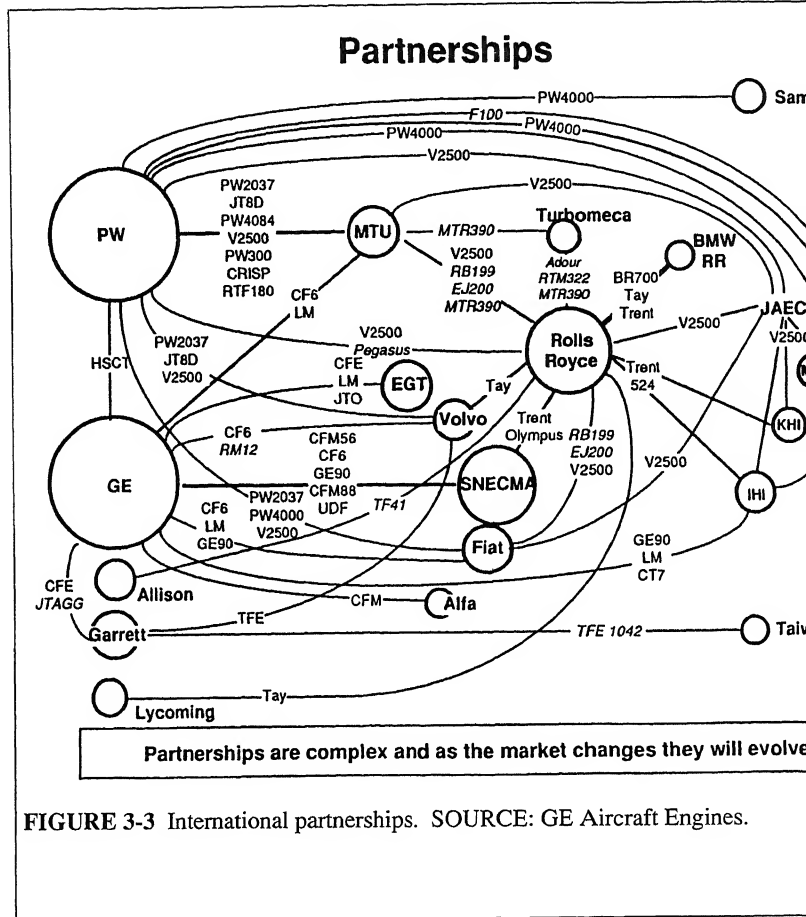 Partnerships
PW4000
F100
PW4000
PW4000
V2500
V2500
PW
PW2037
JT8D
PW4084
V2500
PW300
CRISP
RTF180
MTU
MTR390
Turbomeca
V2500
RB199
EJ200
MTR390
Adour
RTM322
MTR390
BMW
RR
BR700
Tay
Trent
JAEC
V2500
V2500
CF6
LM
HSCT
PW2037
JT8D
V2500
V2500
Pegasus
Rolls
Royce
CFE
LM
JTO
EGT
Tay
Volvo
Trent
524
KHI
CF6
RM12
Trent
Olympus
RB199
EJ200
V2500
V2500
GE
CFM56
CF6
GE90
CFM88
UDF
SNECMA
IHI
CF6
LM
GE90
PW2037
PW4000
V2500
TF41
Fiat
GE90
LM
CT7
CFE
JTAGG
Allison
CFM
Alfa
Garrett
TFE
TFE 1042
Lycoming
Tay
Partnerships are complex and as the market changes they will evolve
FIGURE 3-3 International partnerships. SOURCE: GE Aircraft Engines.